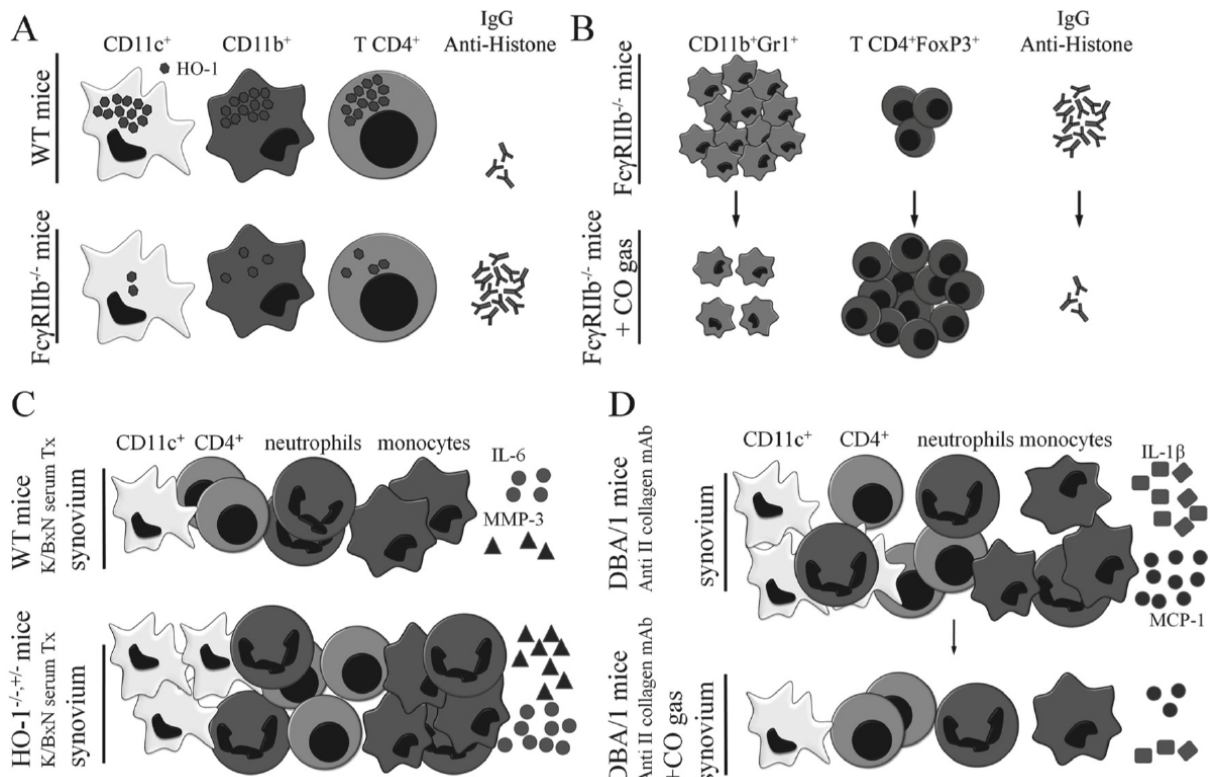 A
CD11c⁺
CD11b⁺
T CD4⁺
IgG
Anti-Histone
HO-1
WT mice
FcγRIIb⁻/⁻ mice
B
CD11b⁺Gr1⁺
T CD4⁺FoxP3⁺
IgG
Anti-Histone
FcγRIIb⁻/⁻ mice
FcγRIIb⁻/⁻ mice
+ CO gas
C
CD11c⁺
CD4⁺
neutrophils
monocytes
WT mice
K/BxN serum Tx
synovium
IL-6
MMP-3
HO-1⁻/⁻,⁺/⁻ mice
K/BxN serum Tx
synovium
D
CD11c⁺
CD4⁺
neutrophils monocytes
DBA/1 mice
Anti II collagen mAb
synovium
IL-1β
MCP-1
DBA/1 mice
Anti II collagen mAb
+CO gas
synovium